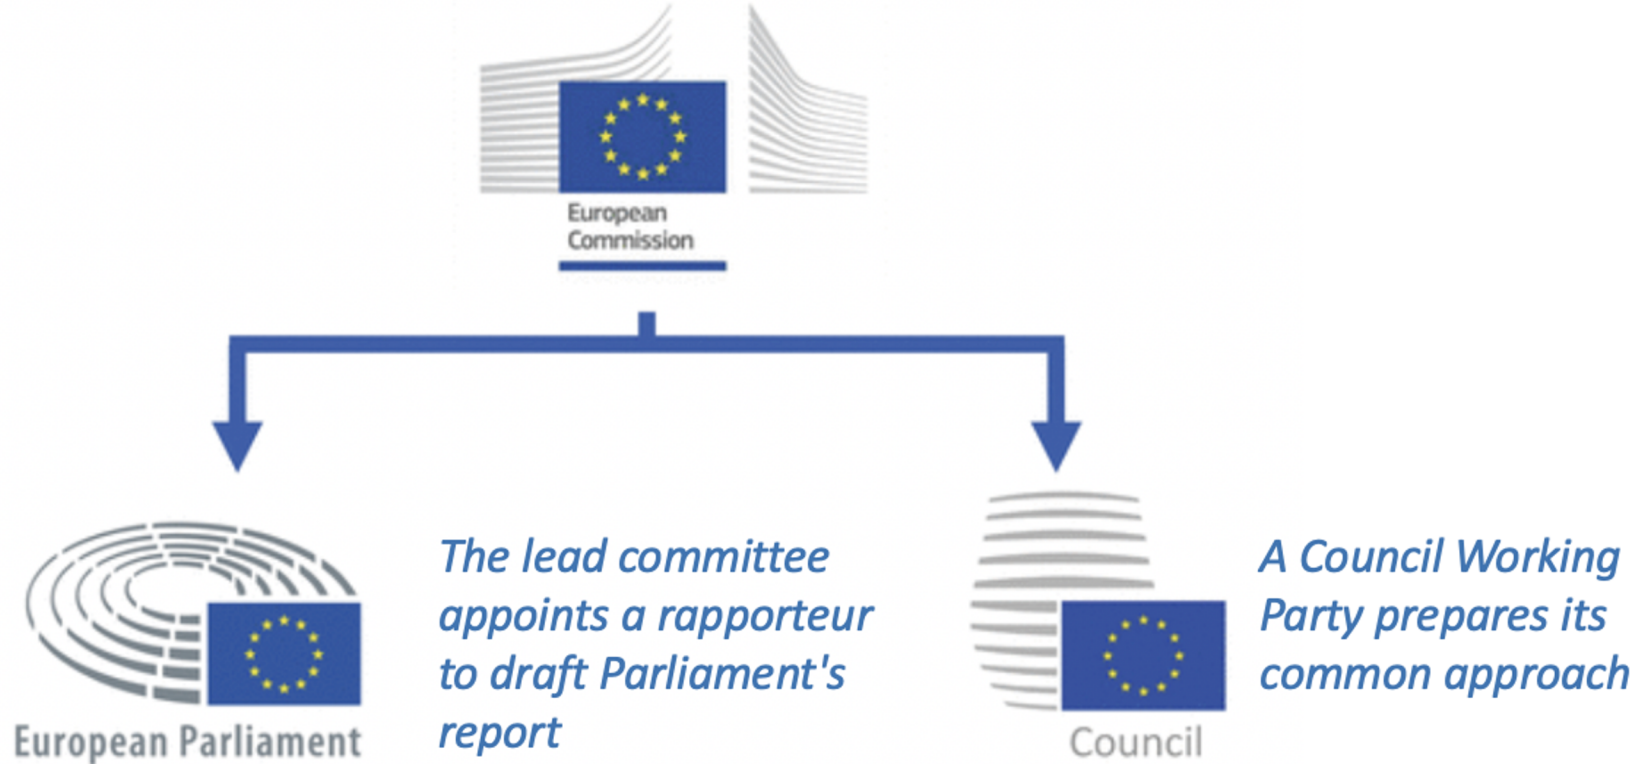 European
Commission
The lead committee
appoints a rapporteur
to draft Parliament's
report
European Parliament
A Council Working
Party prepares its
common approach
Council